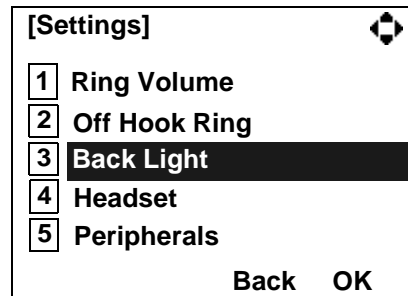 [Settings]
1 Ring Volume
2 Off Hook Ring
3 Back Light
4 Headset
5 Peripherals
Back OK